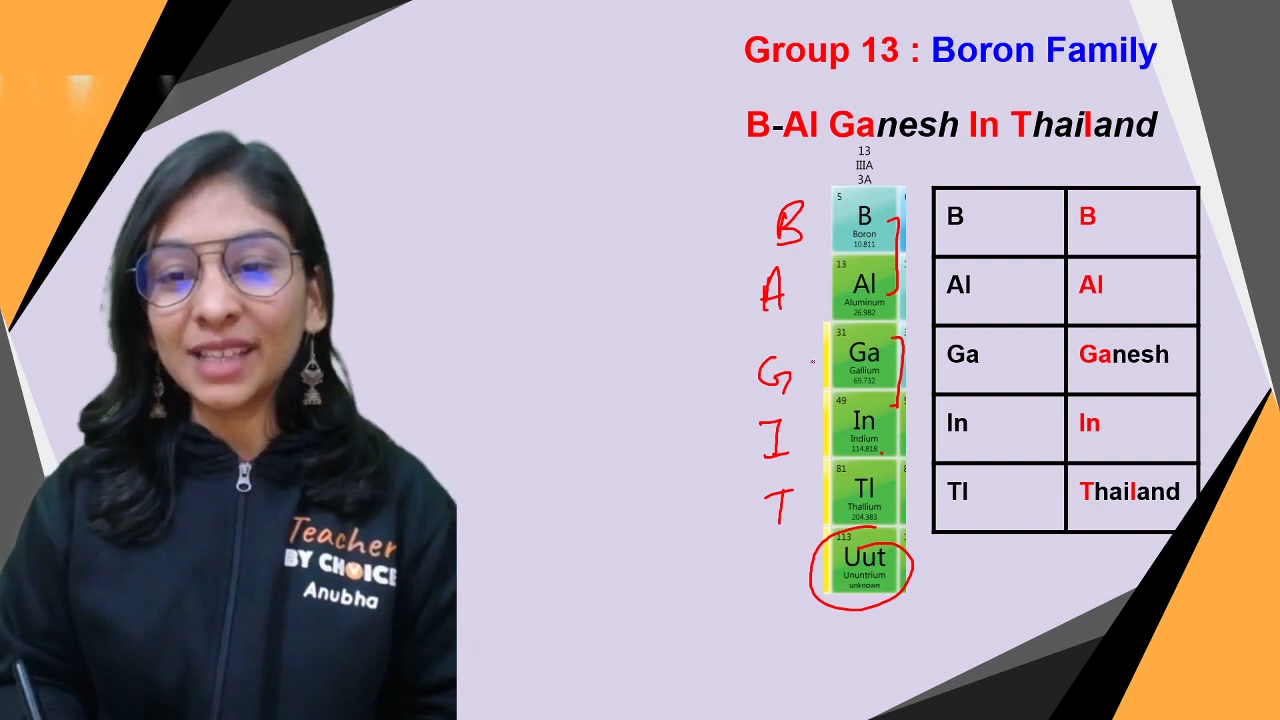 Group 13 : Boron Family
B-Al Ganesh In Thailand
13
IIIA
3A
5
B
Boron
10.811
13
Al
Aluminum
26.982
31
Ga
Gallium
69.732
49
In
Indium
114.818
81
Tl
Thallium
204.383
113
Uut
Ununtrium
unknown
B
A
G
I
T
B B
Al Al
Ga Ganesh
In In
Tl Thailand
Teacher
BY CHOICE
Anubha